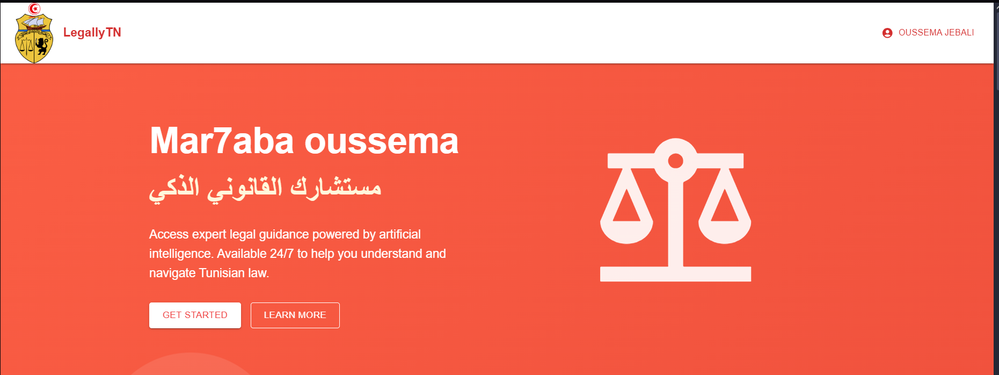 LegallyTN
OUSSEMA JEBALI
Mar7aba oussema
مستشارك القانوني الذكي
Access expert legal guidance powered by artificial
intelligence. Available 24/7 to help you understand and
navigate Tunisian law.
GET STARTED
LEARN MORE